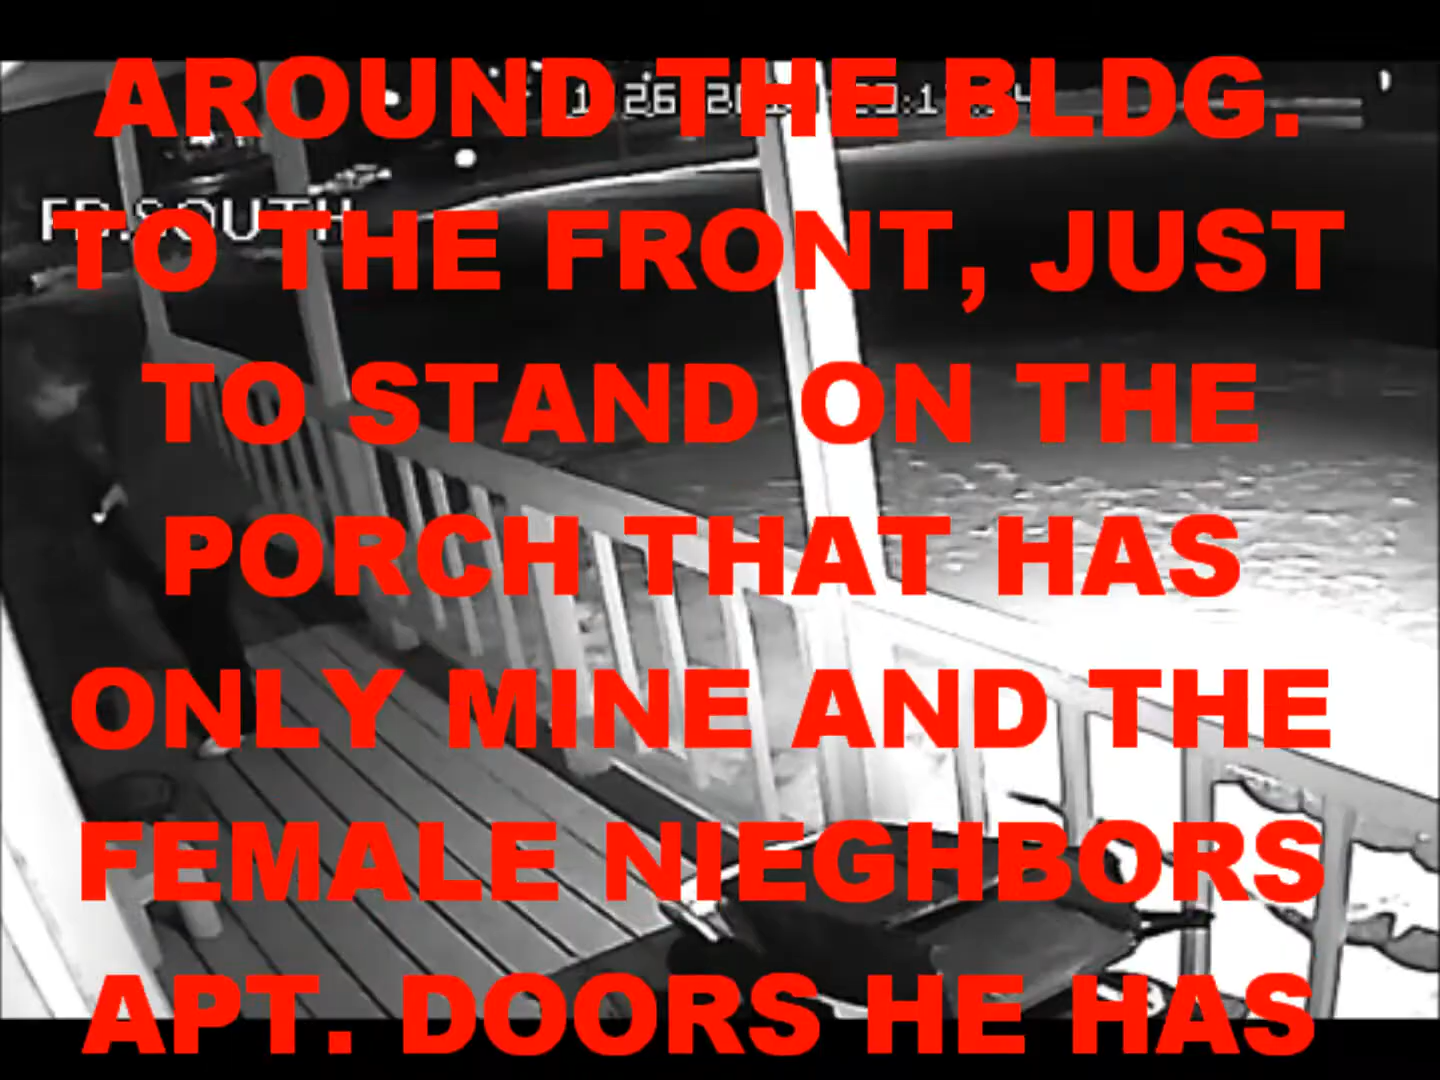 AROUND THE BLDG.
TO THE FRONT, JUST
TO STAND ON THE
PORCH THAT HAS
ONLY MINE AND THE
FEMALE NIEGHBORS
APT. DOORS HE HAS